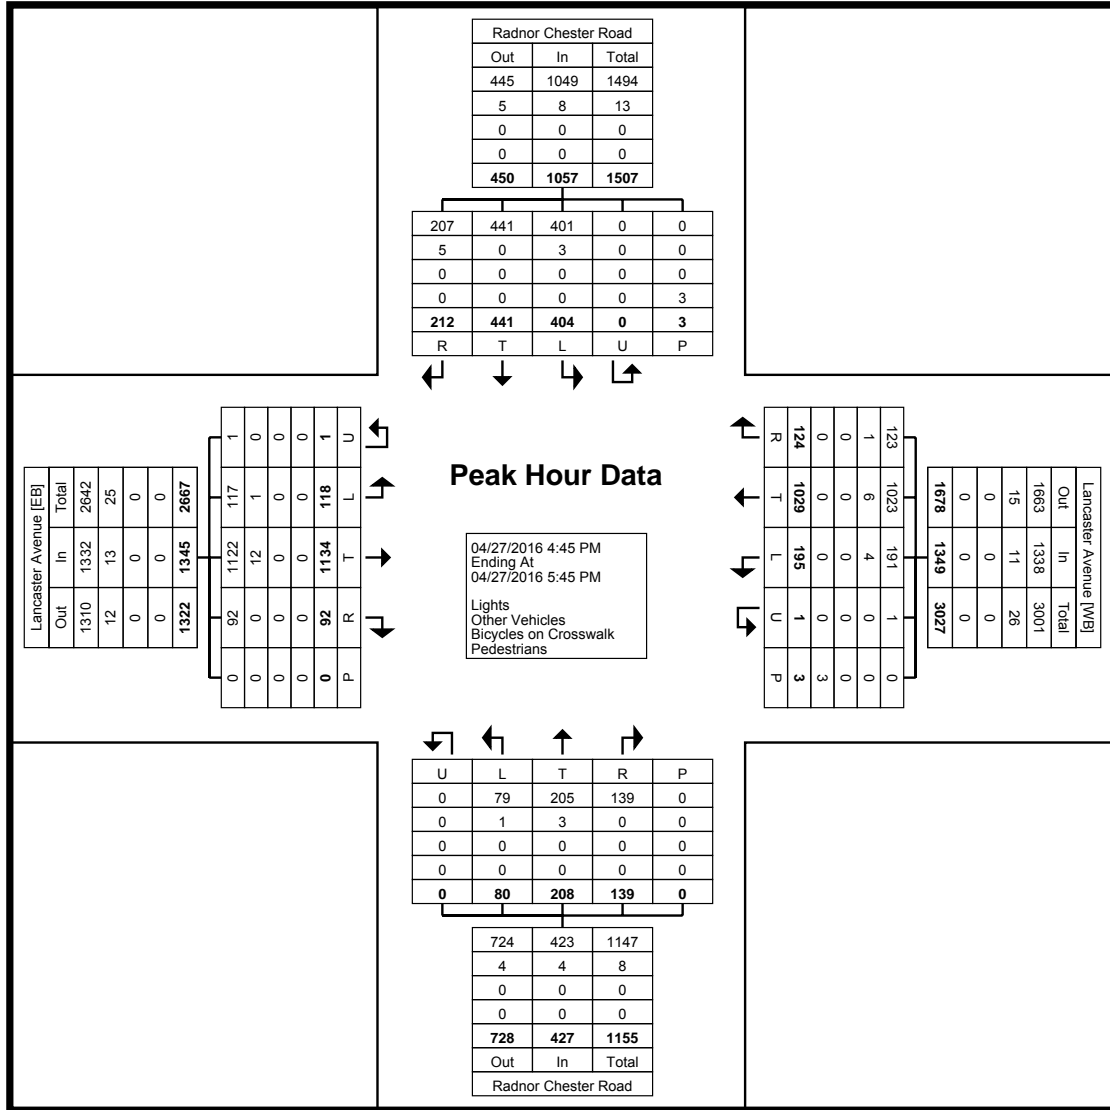 Radnor Chester Road
Out In Total
445 1049 1494
5 8 13
0 0 0
0 0 0
450 1057 1507
207 441 401 0 0
5 0 3 0 0
0 0 0 0 0
0 0 0 0 3
212 441 404 0 3
R T L U P
Lancaster Avenue [EB]
Total In Out
2642 1332 1310
25 13 12
0 0 0
0 0 0
2667 1345 1322
1 117 1122 92 0
0 1 12 0 0
0 0 0 0 0
0 0 0 0 0
1 118 1134 92 0
U L T R P
Peak Hour Data
04/27/2016 4:45 PM
Ending At
04/27/2016 5:45 PM
Lights
Other Vehicles
Bicycles on Crosswalk
Pedestrians
R T L U P
124 1029 195 1 3
0 0 0 0 3
0 0 0 0 0
1 6 4 0 0
123 1023 191 1 0
1678 1349 3027
0 0 0
0 0 0
15 11 26
1663 1338 3001
Out In Total
Lancaster Avenue [WB]
U L T R P
0 79 205 139 0
0 1 3 0 0
0 0 0 0 0
0 0 0 0 0
0 80 208 139 0
724 423 1147
4 4 8
0 0 0
0 0 0
728 427 1155
Out In Total
Radnor Chester Road